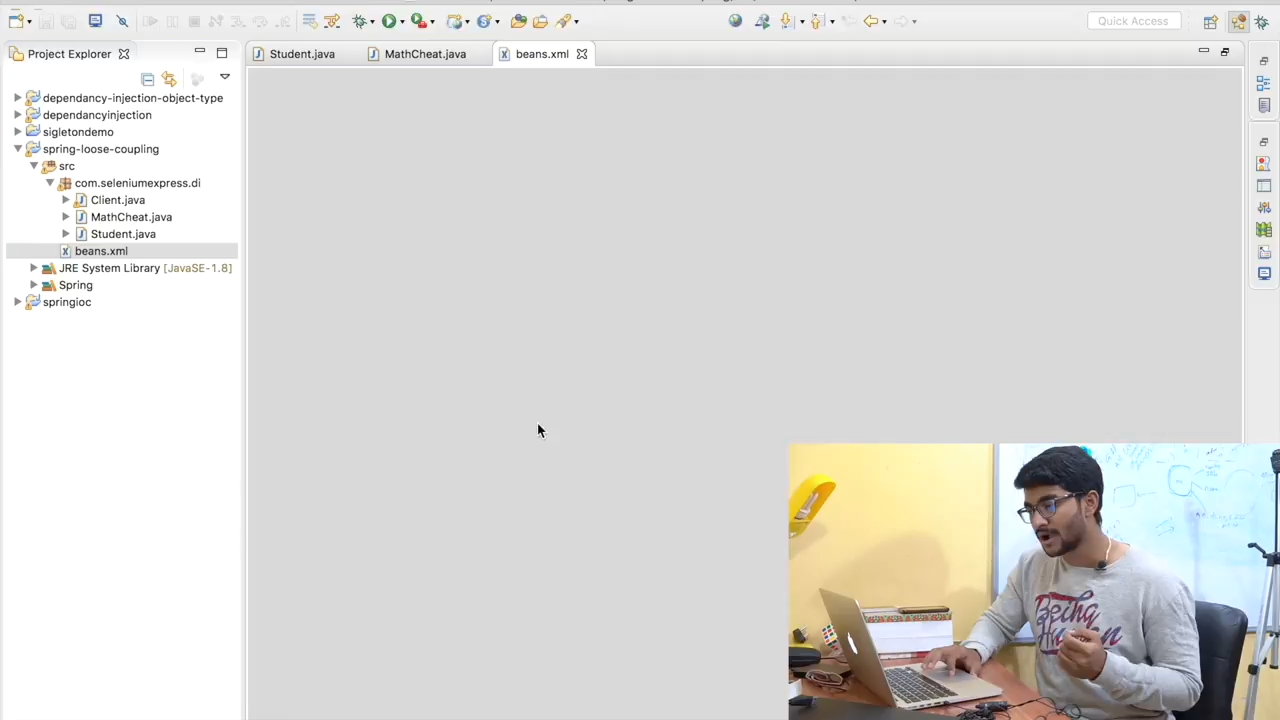 Quick Access
Project Explorer
Student.java
MathCheat.java
beans.xml
dependancy-injection-object-type
dependancyinjection
sigletondemo
spring-loose-coupling
src
com.seleniumexpress.di
Client.java
MathCheat.java
Student.java
beans.xml
JRE System Library [JavaSE-1.8]
Spring
springioc
Being
Human